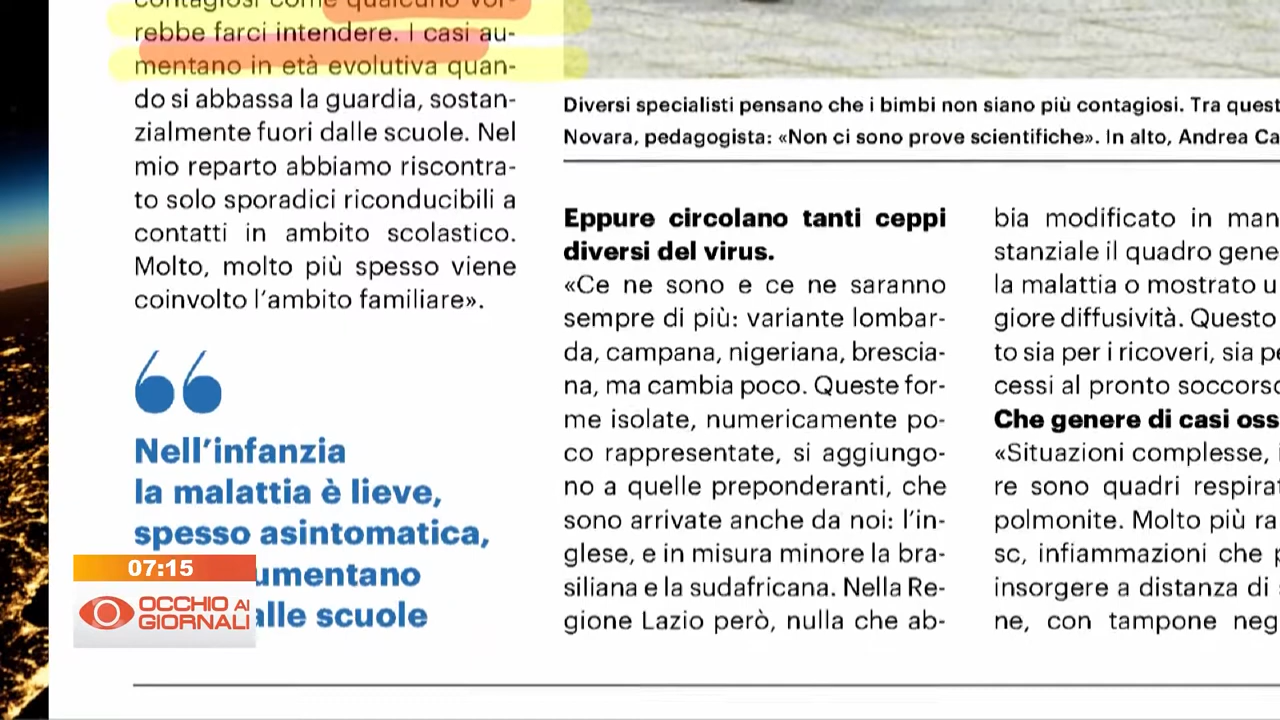 contagiosi come qualcuno vor-
rebbe farci intendere. I casi au-
mentano in età evolutiva quan-
do si abbassa la guardia, sostan-
zialmente fuori dalle scuole. Nel
mio reparto abbiamo riscontra-
to solo sporadici riconducibili a
contatti in ambito scolastico.
Molto, molto più spesso viene
coinvolto l'ambito familiare».
“
Nell'infanzia
la malattia è lieve,
spesso asintomatica,
umentano
alle scuole
07:15
OCCHIO AI
GIORNALI
Diversi specialisti pensano che i bimbi non siano più contagiosi. Tra quest
Novara, pedagogista: «Non ci sono prove scientifiche». In alto, Andrea Ca
Eppure circolano tanti ceppi
diversi del virus.
«Ce ne sono e ce ne saranno
sempre di più: variante lombar-
da, campana, nigeriana, brescia-
na, ma cambia poco. Queste for-
me isolate, numericamente po-
co rappresentate, si aggiungo-
no a quelle preponderanti, che
sono arrivate anche da noi: l'in-
glese, e in misura minore la bra-
siliana e la sudafricana. Nella Re-
gione Lazio però, nulla che ab-
bia modificato in man
stanziale il quadro gene
la malattia o mostrato u
giore diffusività. Questo
to sia per i ricoveri, sia pe
cessi al pronto soccorso
Che genere di casi oss
«Situazioni complesse, i
re sono quadri respirat
polmonite. Molto più ra
sc, infiammazioni che p
insorgere a distanza di s
ne, con tampone neg